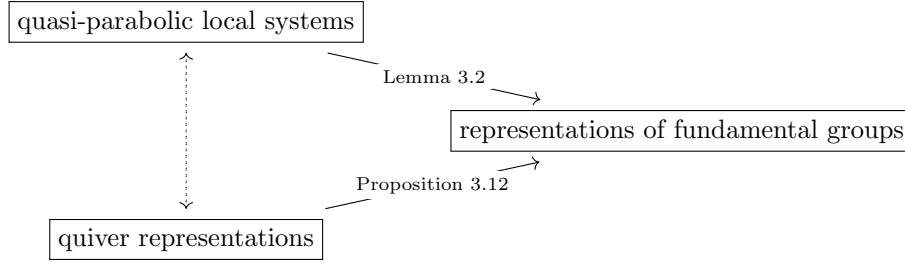 quasi-parabolic local systems
Lemma 3.2
representations of fundamental groups
Proposition 3.12
quiver representations